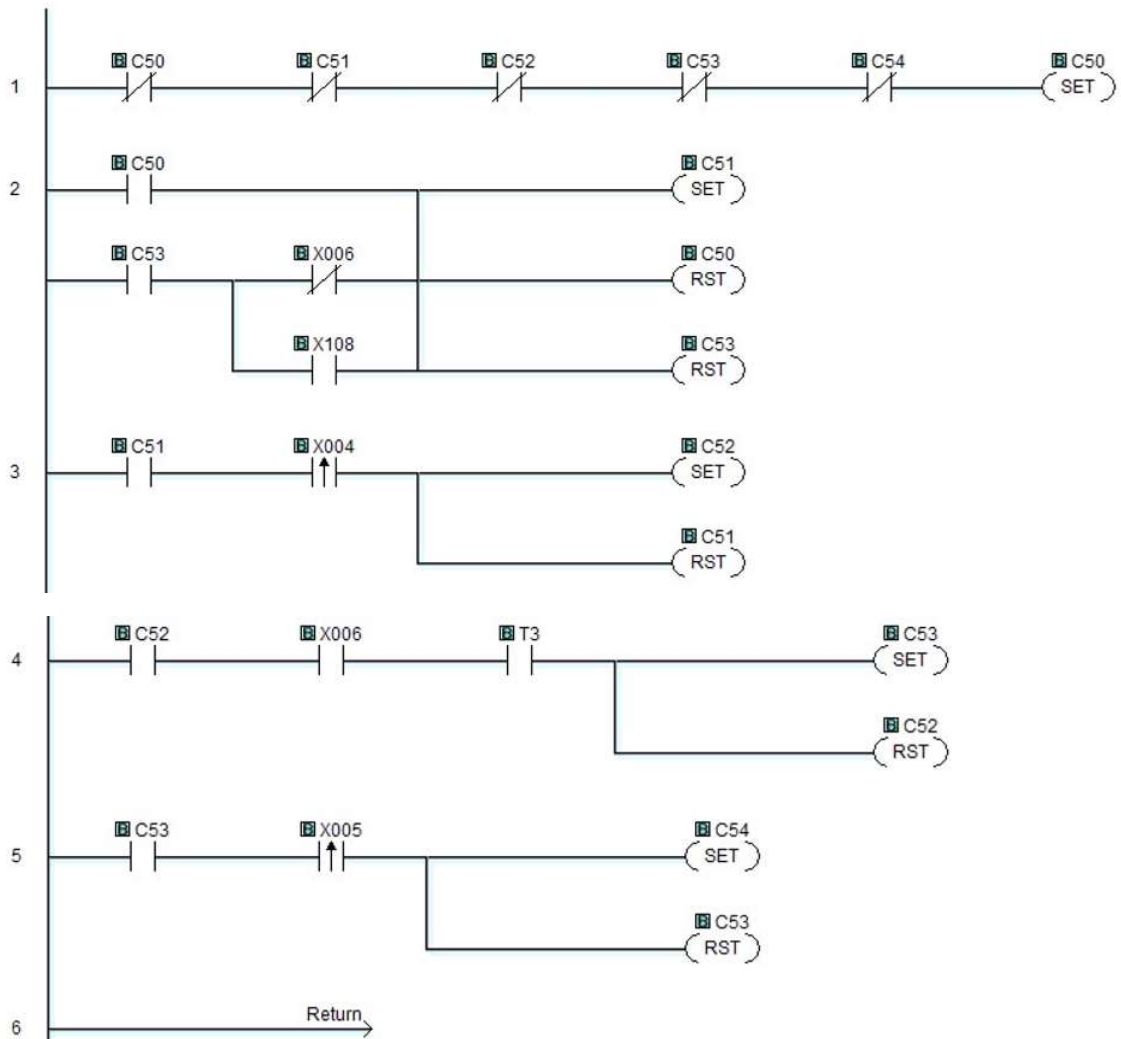 B C50 B C51 B C52 B C53 B C54 B C50
1 SET
B C50 B C51
2 SET
B C53 B X006 B C50
RST
B X108 B C53
RST
B C51 B X004 B C52
3 SET
B C51
RST
B C52 B X006 B T3 B C53
4 SET
B C52
RST
B C53 B X005 B C54
5 SET
B C53
RST
6 Return